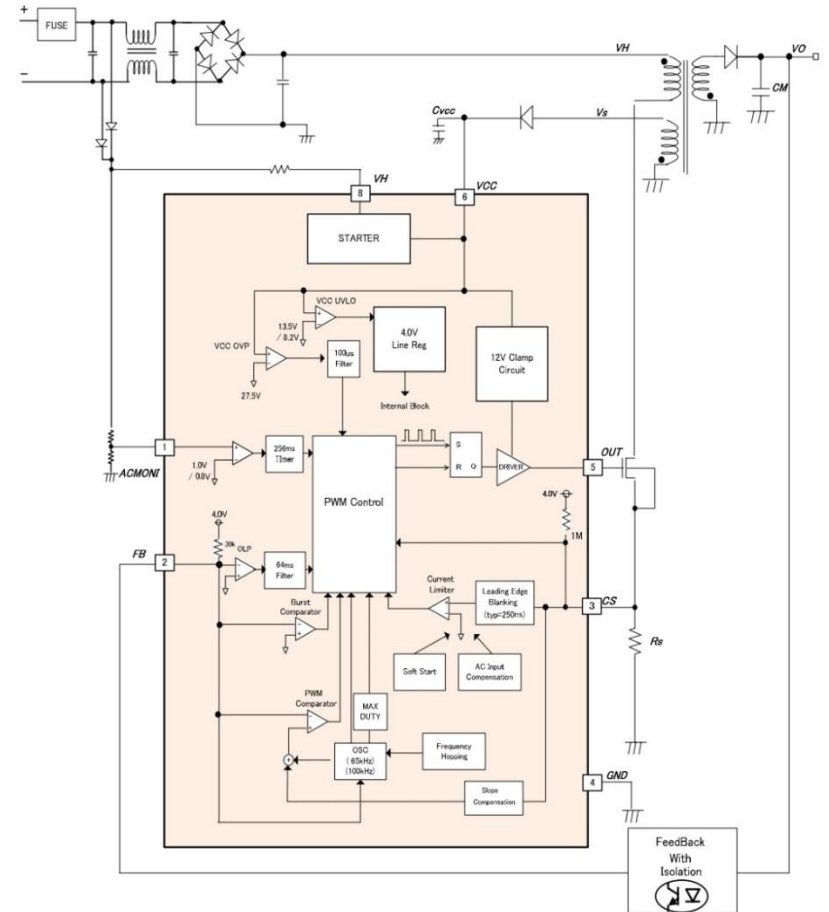 +
FUSE
VH
VO
−
CM
Cvcc
Vs
VH
VCC
8
6
STARTER
VCC UVLO
13.5V
/ 8.2V
4.0V
Line Reg
VCC OVP
100us
Filter
12V Clamp
Circuit
27.5V
Internal Block
1
ACMONI
1.0V
/ 0.8V
256ms
Timer
PWM Control
S
R Q
DRIVER
OUT
5
4.0V
1M
4.0V
30k
OLP
FB
2
64ms
Filter
Burst
Comparator
Current
Limiter
Leading Edge
Blanking
(typ=250ns)
3
CS
Rs
Soft Start
AC Input
Compensation
PWM
Comparator
MAX
DUTY
+
OSC
( 65kHz)
(100kHz)
Frequency
Hopping
Slope
Compensation
4
GND
FeedBack
With
Isolation